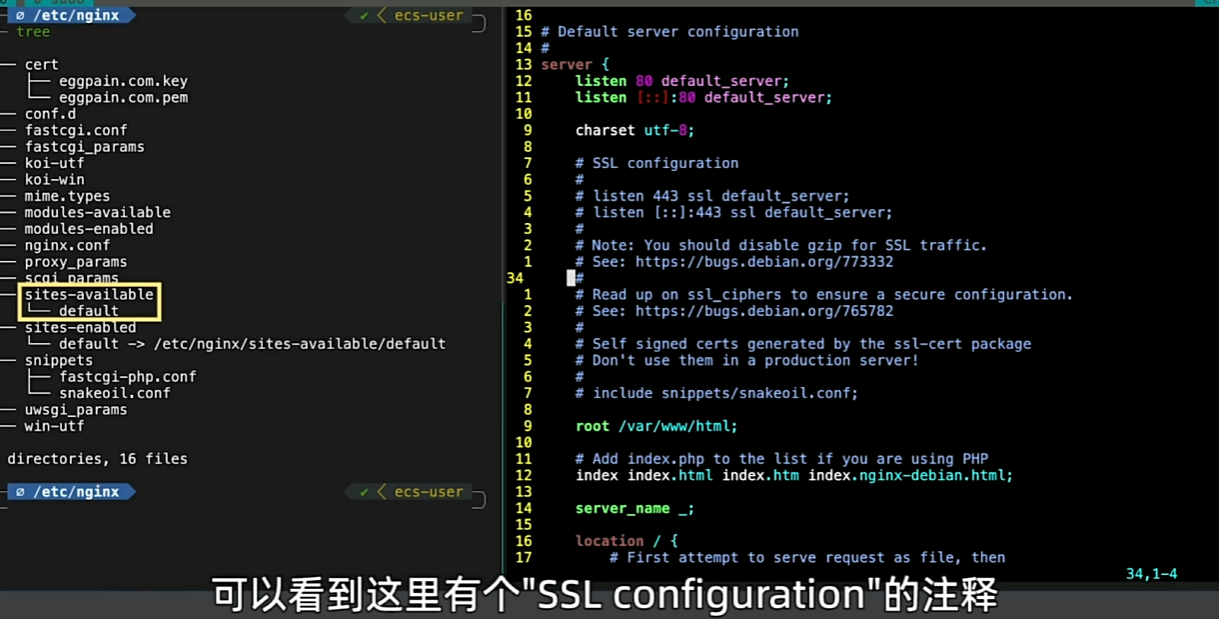 /etc/nginx
✔ ecs-user
tree
cert
eggpain.com.key
eggpain.com.pem
conf.d
fastcgi.conf
fastcgi_params
koi-utf
koi-win
mime.types
modules-available
modules-enabled
nginx.conf
proxy_params
scgi_params
sites-available
default
sites-enabled
default -> /etc/nginx/sites-available/default
snippets
fastcgi-php.conf
snakeoil.conf
uwsgi_params
win-utf
directories, 16 files
/etc/nginx
✔ ecs-user
16
15 # Default server configuration
14 #
13 server {
12 listen 80 default_server;
11 listen [::]:80 default_server;
10
9 charset utf-8;
8
7 # SSL configuration
6 #
5 # listen 443 ssl default_server;
4 # listen [::]:443 ssl default_server;
3 #
2 # Note: You should disable gzip for SSL traffic.
1 # See: https://bugs.debian.org/773332
34 #
1 # Read up on ssl_ciphers to ensure a secure configuration.
2 # See: https://bugs.debian.org/765782
3 #
4 # Self signed certs generated by the ssl-cert package
5 # Don't use them in a production server!
6 #
7 # include snippets/snakeoil.conf;
8
9 root /var/www/html;
10
11 # Add index.php to the list if you are using PHP
12 index index.html index.htm index.nginx-debian.html;
13
14 server_name _;
15
16 location / {
17 # First attempt to serve request as file, then
34,1-4
可以看到这里有个"SSL configuration"的注释